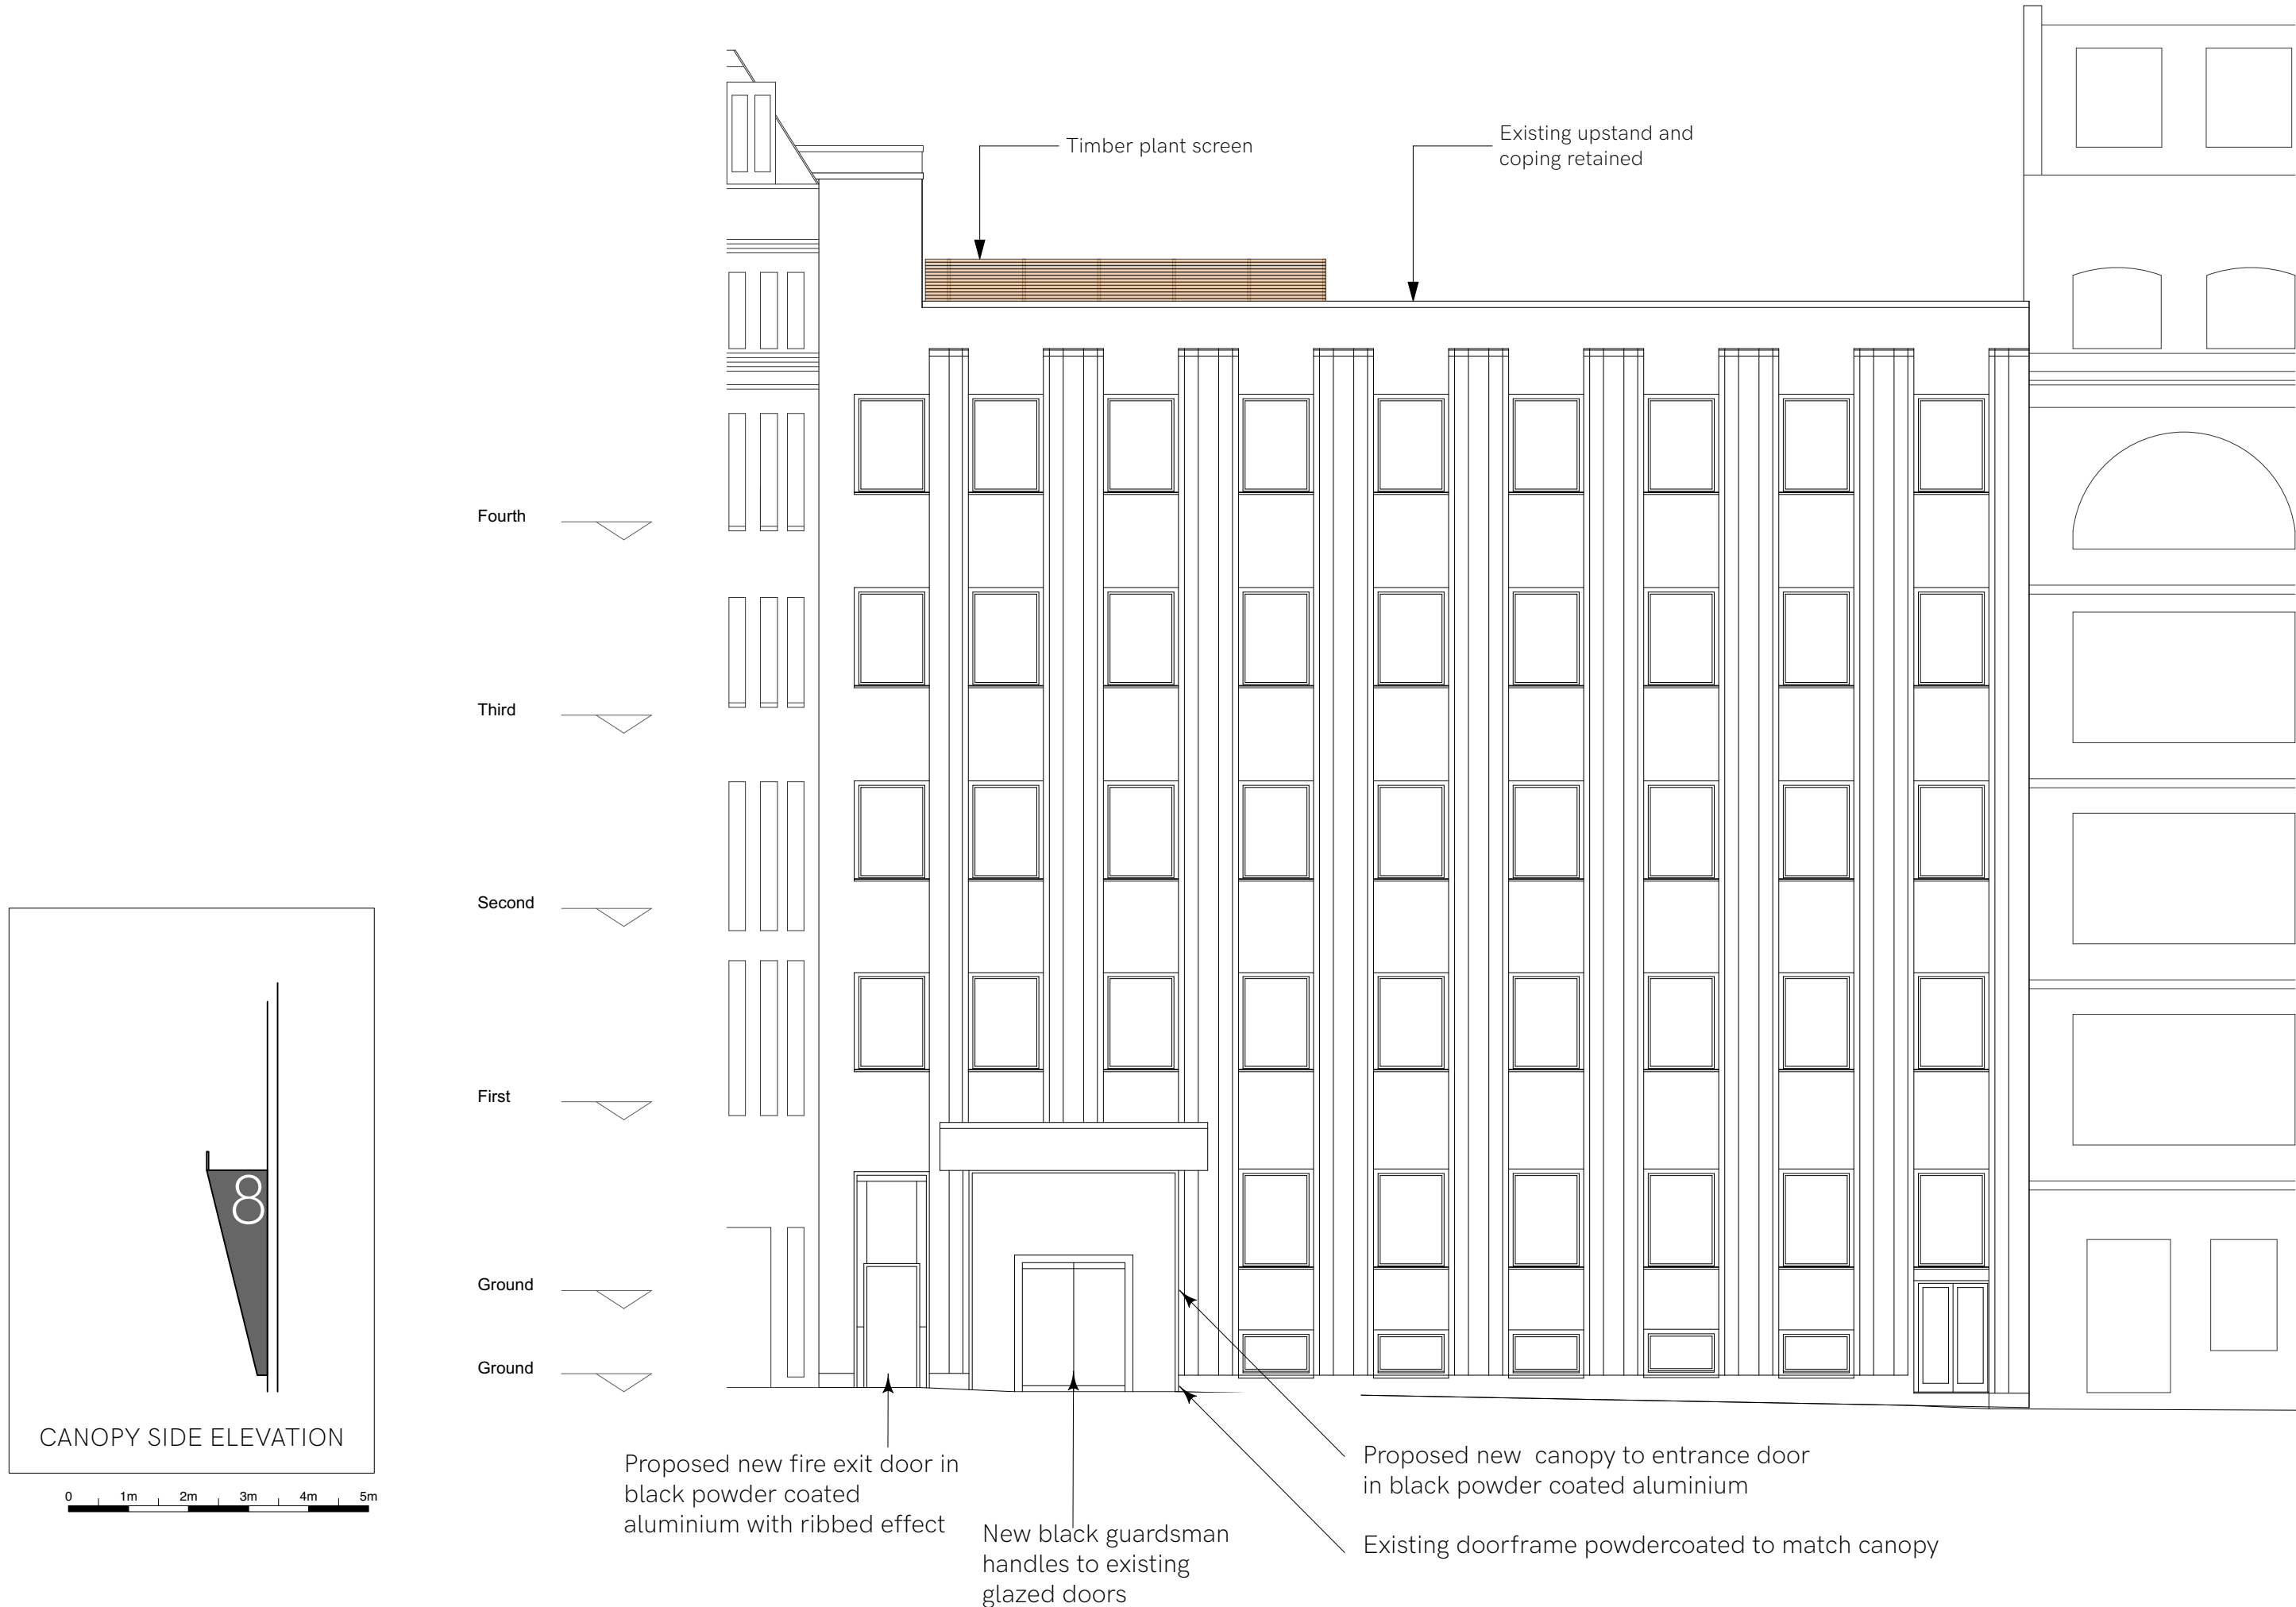 Timber plant screen
Existing upstand and
coping retained
Fourth
Third
Second
First
Ground
Ground
8
CANOPY SIDE ELEVATION
0 1m 2m 3m 4m 5m
Proposed new fire exit door in
black powder coated
aluminium with ribbed effect
New black guardsman
handles to existing
glazed doors
Proposed new canopy to entrance door
in black powder coated aluminium
Existing doorframe powdercoated to match canopy